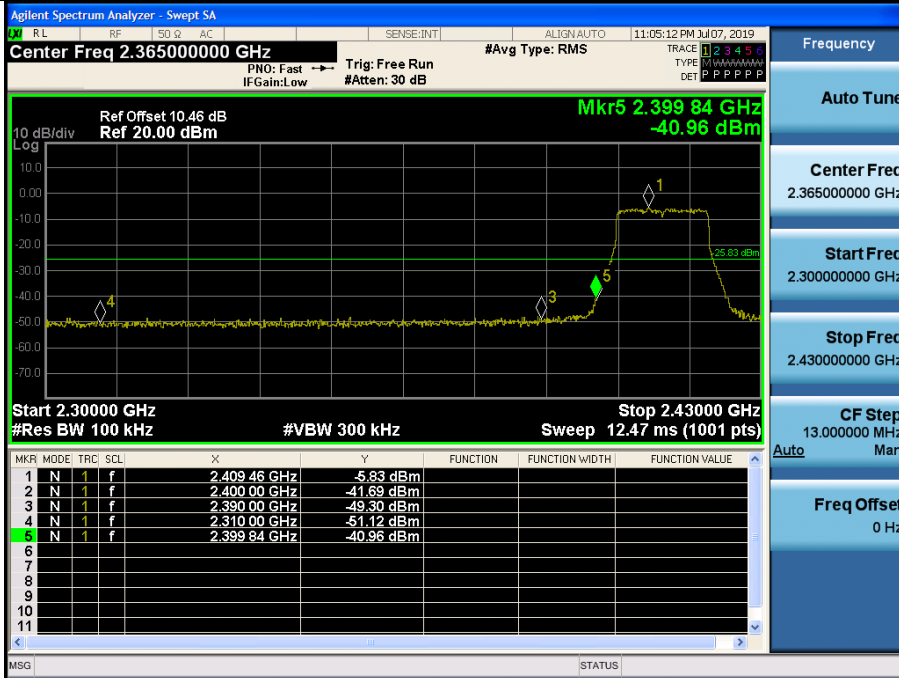 Agilent Spectrum Analyzer - Swept SA
LXI RL RF 50 Ω AC SENSE:INT ALIGN AUTO 11:05:12 PM Jul 07, 2019
Center Freq 2.365000000 GHz #Avg Type: RMS TRACE 1 2 3 4 5 6
PNO: Fast Trig: Free Run TYPE M WWWWW
IFGain:Low #Atten: 30 dB DET P P P P P P
Frequency
Ref Offset 10.46 dB Mkr5 2.399 84 GHz
10 dB/div Ref 20.00 dBm -40.96 dBm
Log
10.0
0.00
-10.0
-20.0
-30.0
-40.0
-50.0
-60.0
-70.0
1
-25.83 dBm
5
3
4
Start 2.30000 GHz Stop 2.43000 GHz
#Res BW 100 kHz #VBW 300 kHz Sweep 12.47 ms (1001 pts)
MKR MODE TRC SCL X Y FUNCTION FUNCTION WIDTH FUNCTION VALUE
1 N 1 f 2.409 46 GHz -5.83 dBm
2 N 1 f 2.400 00 GHz -41.69 dBm
3 N 1 f 2.390 00 GHz -49.30 dBm
4 N 1 f 2.310 00 GHz -51.12 dBm
5 N 1 f 2.399 84 GHz -40.96 dBm
6
7
8
9
10
11
MSG STATUS
Auto Tune
Center Freq
2.365000000 GHz
Start Freq
2.300000000 GHz
Stop Freq
2.430000000 GHz
CF Step
13.000000 MHz
Auto Man
Freq Offset
0 Hz